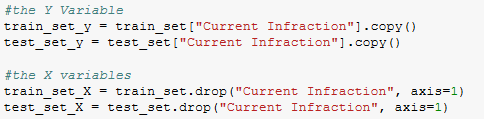 #the Y Variable
train_set_y = train_set["Current Infraction"].copy()
test_set_y = test_set["Current Infraction"].copy()
#the X variables
train_set_X = train_set.drop("Current Infraction", axis=1)
test_set_X = test_set.drop("Current Infraction", axis=1)